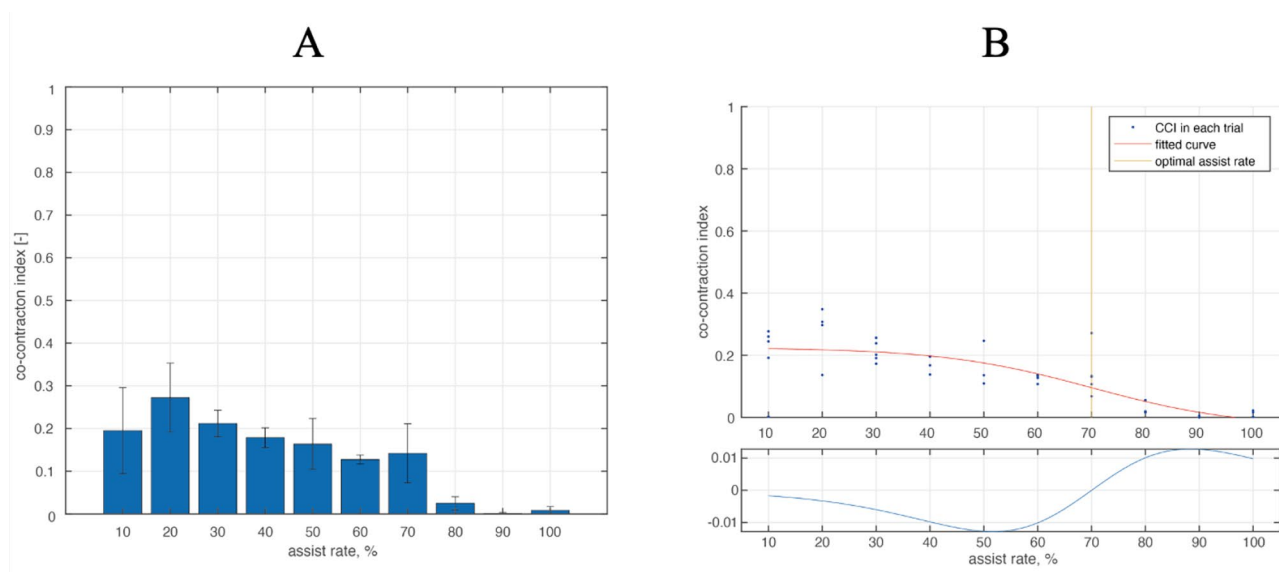 A
co-contracton index [-]
1
0.9
0.8
0.7
0.6
0.5
0.4
0.3
0.2
0.1
0
10 20 30 40 50 60 70 80 90 100
assist rate, %
B
co-contraction index
1
0.8
0.6
0.4
0.2
0
CCI in each trial
fitted curve
optimal assist rate
10 20 30 40 50 60 70 80 90 100
0.01
0
-0.01
10 20 30 40 50 60 70 80 90 100
assist rate, %